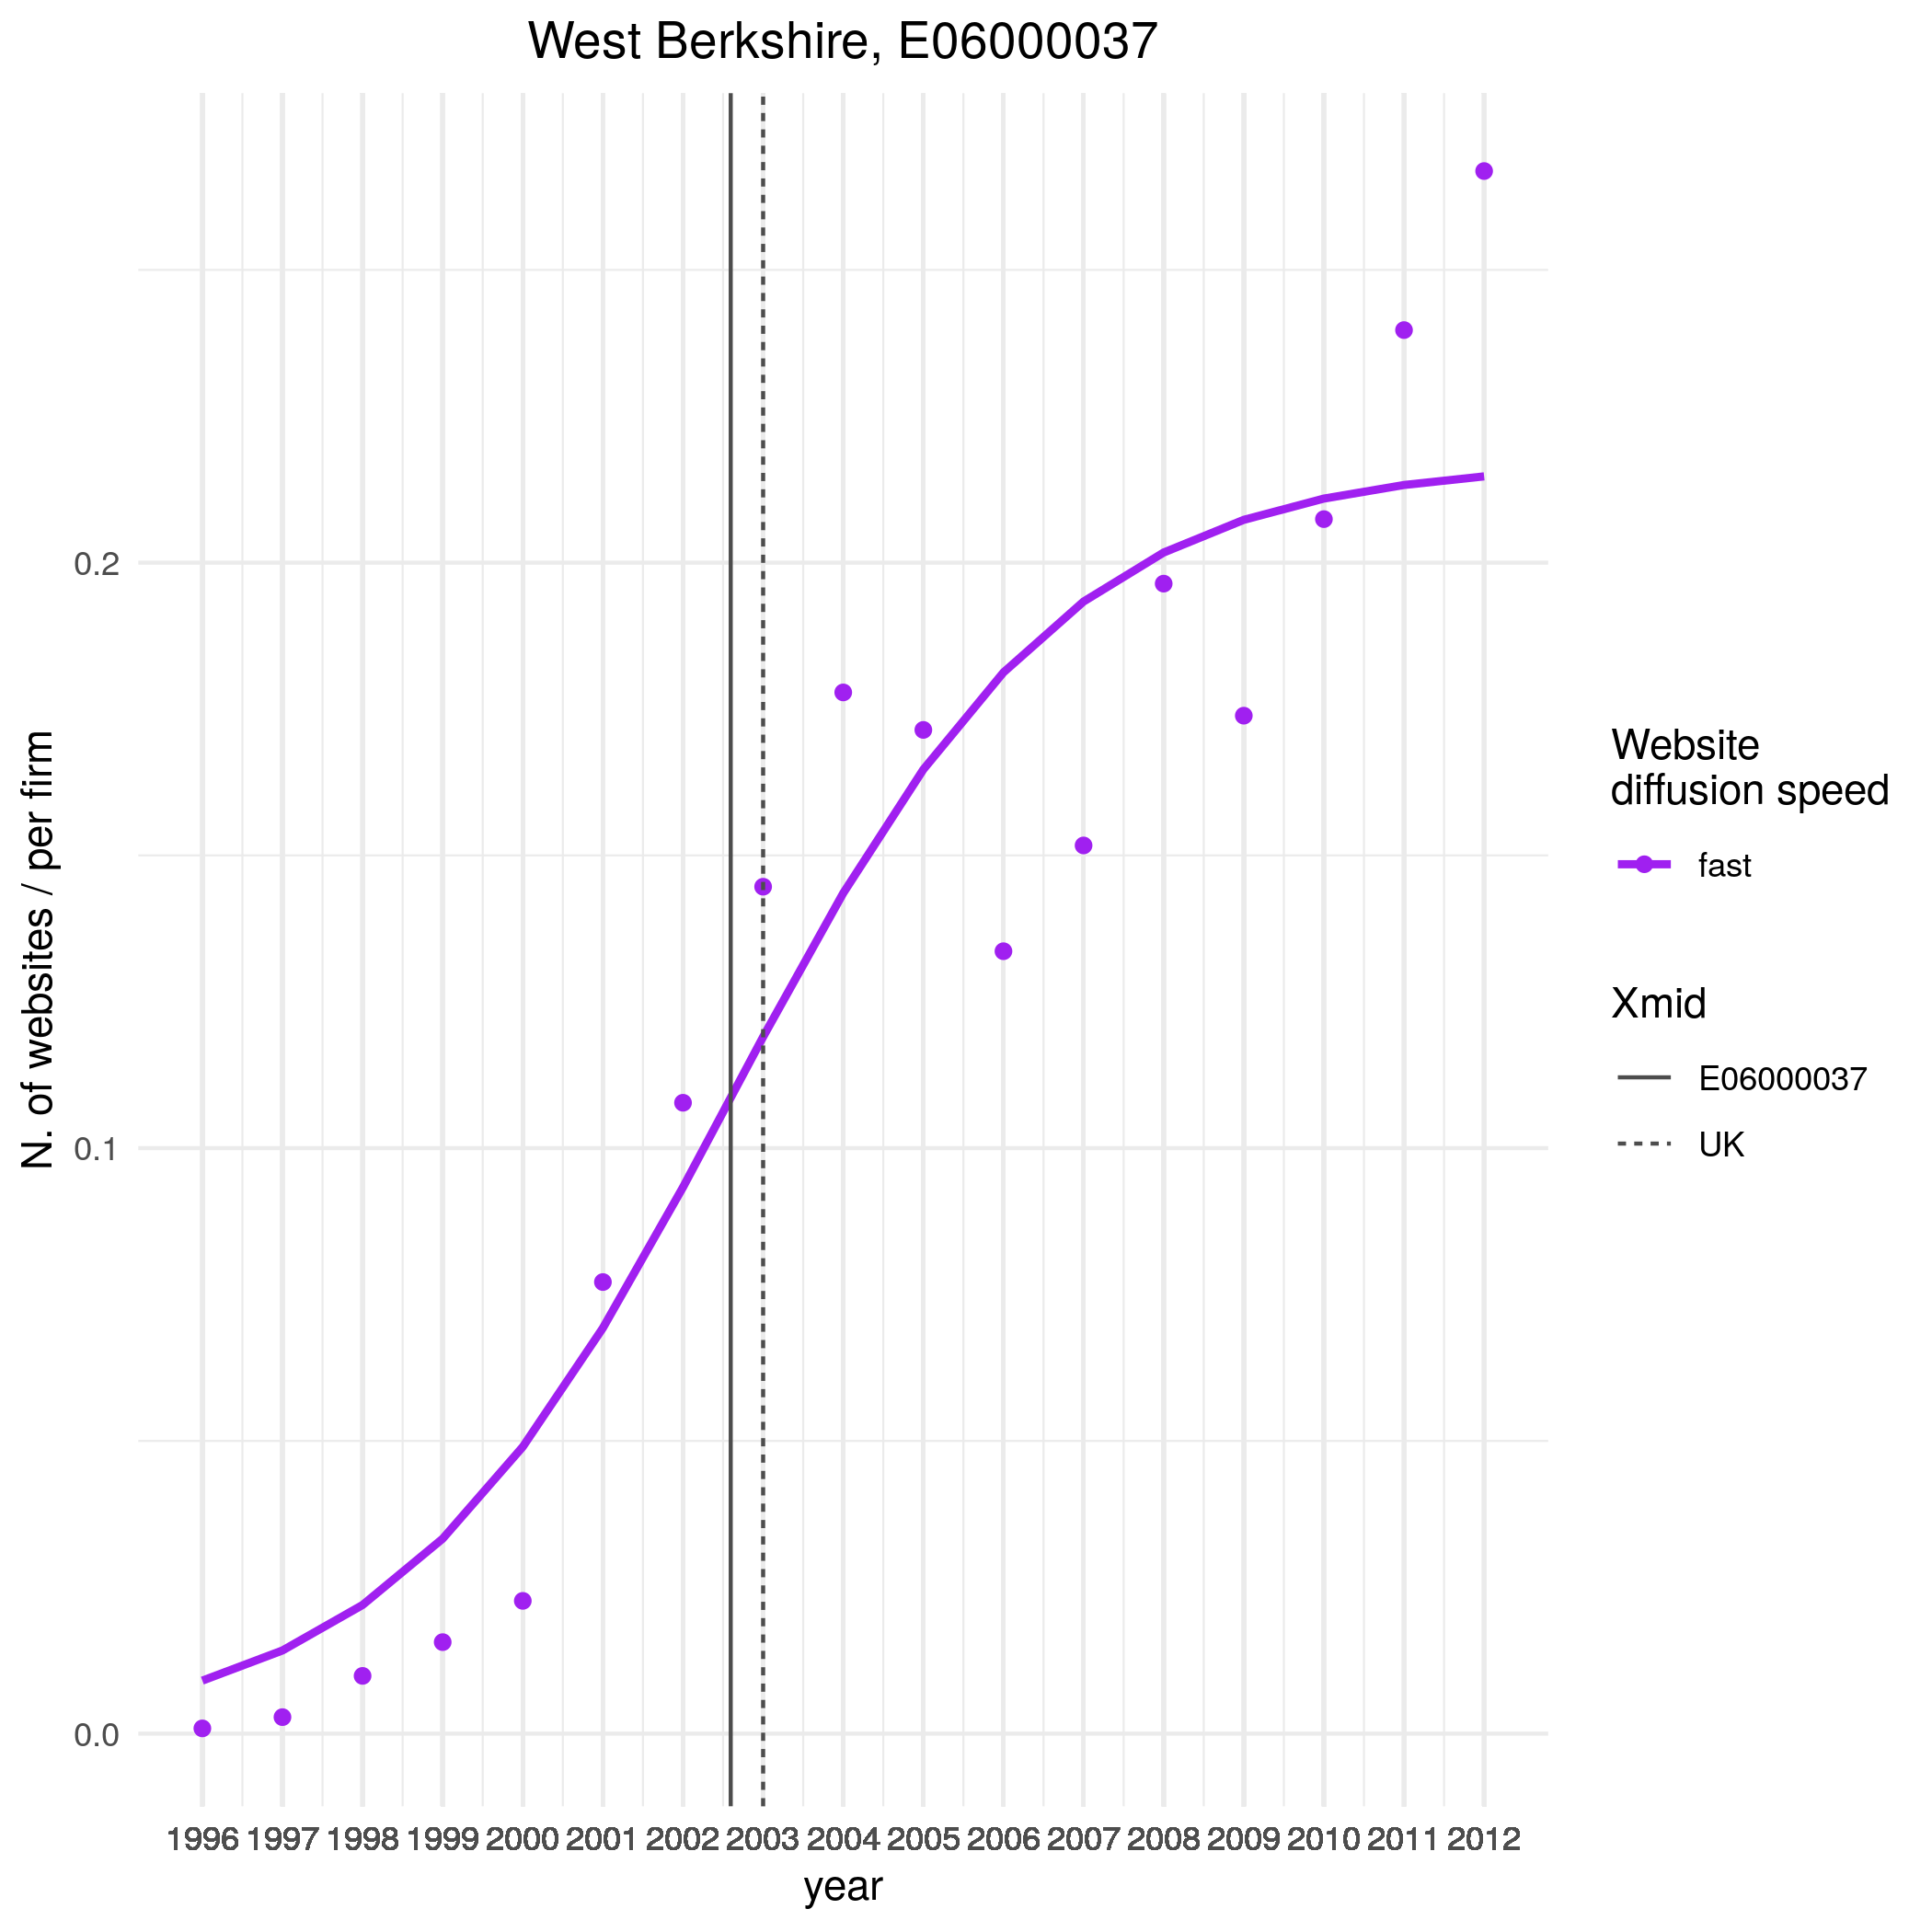 West Berkshire, E06000037
N. of websites / per firm
0.2
0.1
0.0
1996 1997 1998 1999 2000 2001 2002 2003 2004 2005 2006 2007 2008 2009 2010 2011 2012
year
Website
diffusion speed
fast
Xmid
E06000037
UK